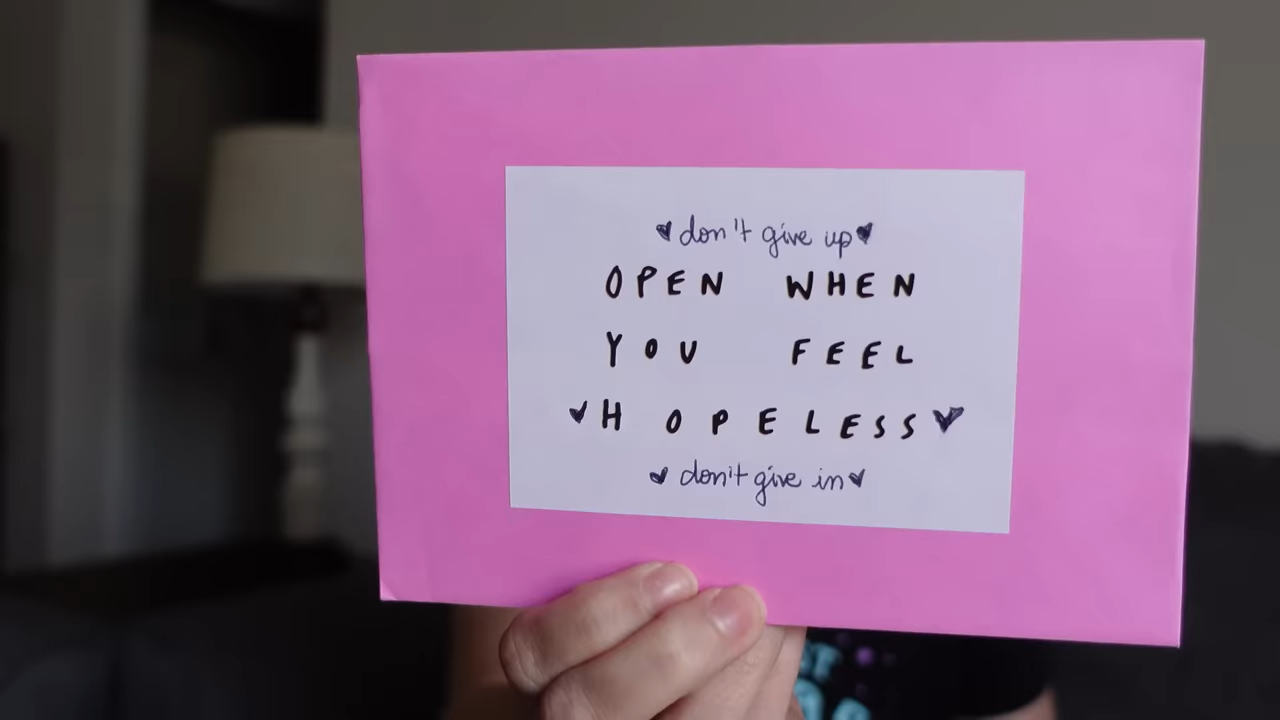 ♥don't give up♥
OPEN WHEN
YOU FEEL
♥HOPELESS♥
♥don't give in♥